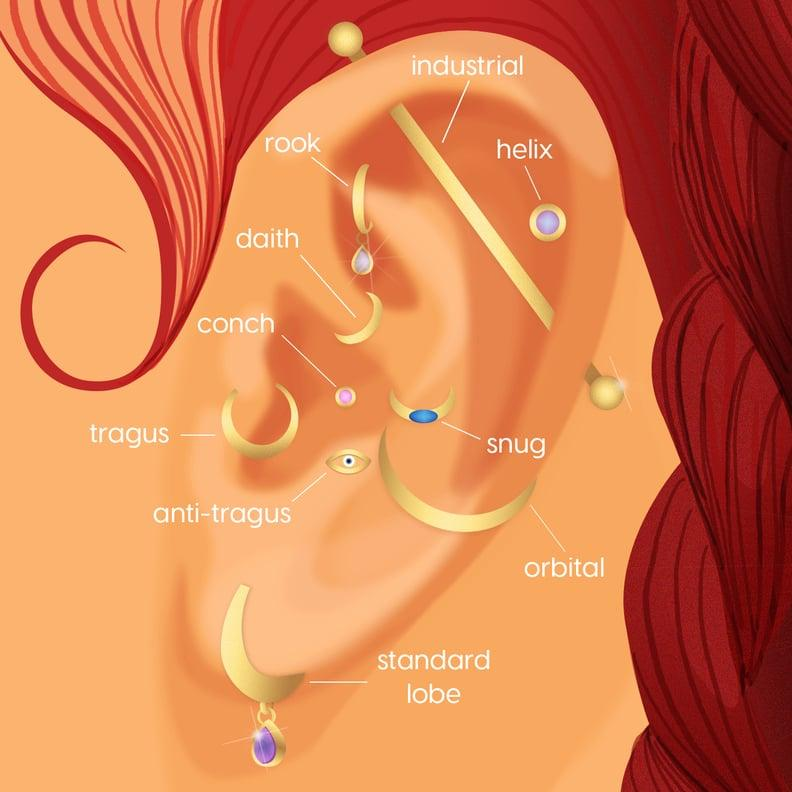 industrial
rook
helix
daith
conch
tragus
snug
anti-tragus
orbital
standard
lobe